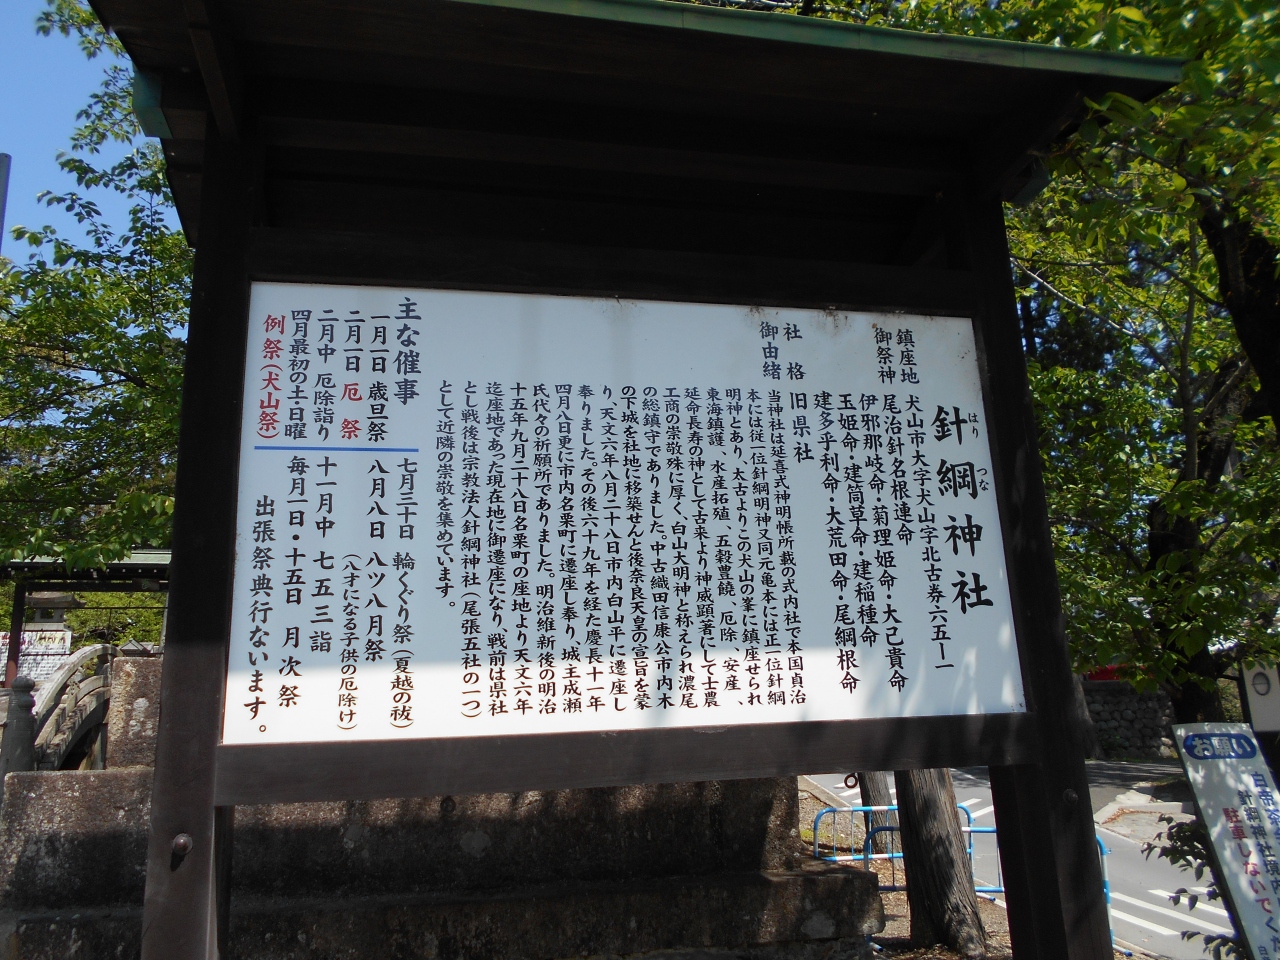 針綱神社
はり
つな
鎮座地
犬山市大字犬山字北古券六五ー一
御祭神
尾治針名根連命
伊邪那岐命・菊理姫命・大己貴命
玉姫命・建筒草命・建稲種命
建多乎利命・大荒田命・尾綱根命
社格
旧県社
御由緒
当神社は延喜式神明帳所載の式内社で本国貞治
本には従一位針綱明神又同元亀本には正一位針綱
明神とあり、太古よりこの犬山の峯に鎮座せられ
東海鎮護、水産拓殖、五穀豊饒、厄除、安産、
延命長寿の神として古来より神威顕著にして士農
工商の崇敬殊に厚く、白山大明神と称えられ濃尾
の総鎮守でありました。中古織田信康公市内木
の下城を社地に移築せんと後奈良天皇の宣旨を蒙
り、天文六年八月二十八日市内白山平に遷座し
奉りました。その後六十九年を経た慶長十一年
四月八日更に市内名栗町に遷座し奉り、城主成瀬
氏代々の祈願所でありました。明治維新後の明治
十五年九月二十八日名栗町の座地より天文六年
迄座地であった現在地に御遷座になり、戦前は県社
とし戦後は宗教法人針綱神社(尾張五社の一つ)
として近隣の崇敬を集めています。
主な催事
一月一日 歳旦祭
二月一日 厄祭
二月中 厄除詣り
四月最初の土日曜
例祭(犬山祭)
七月三十日 輪くぐり祭(夏越の祓)
八月八日 八ツ八月祭
(八才になる子供の厄除け)
十一月中 七五三詣
毎月一日・十五日 月次祭
出張祭典行ないます。
お願い
白帝茶
針綱神社境内
駐車しないでくだ